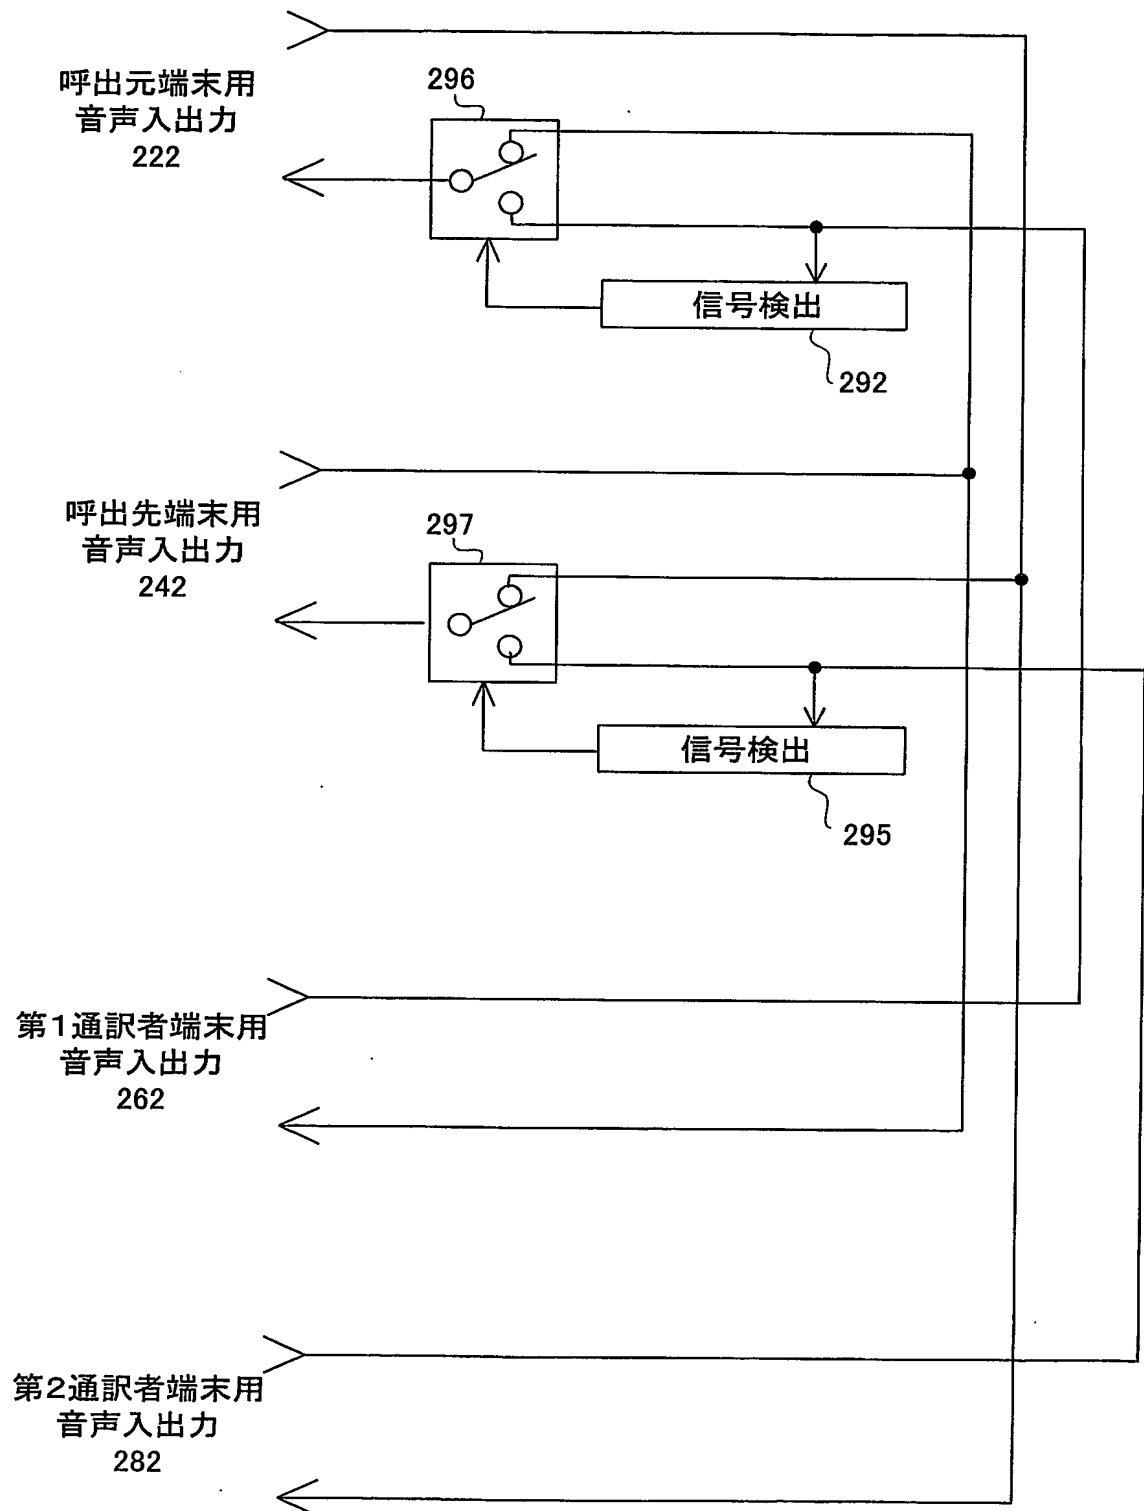 呼出元端末用
音声入出力
222
296
信号検出
292
呼出先端末用
音声入出力
242
297
信号検出
295
第1通訳者端末用
音声入出力
262
第2通訳者端末用
音声入出力
282